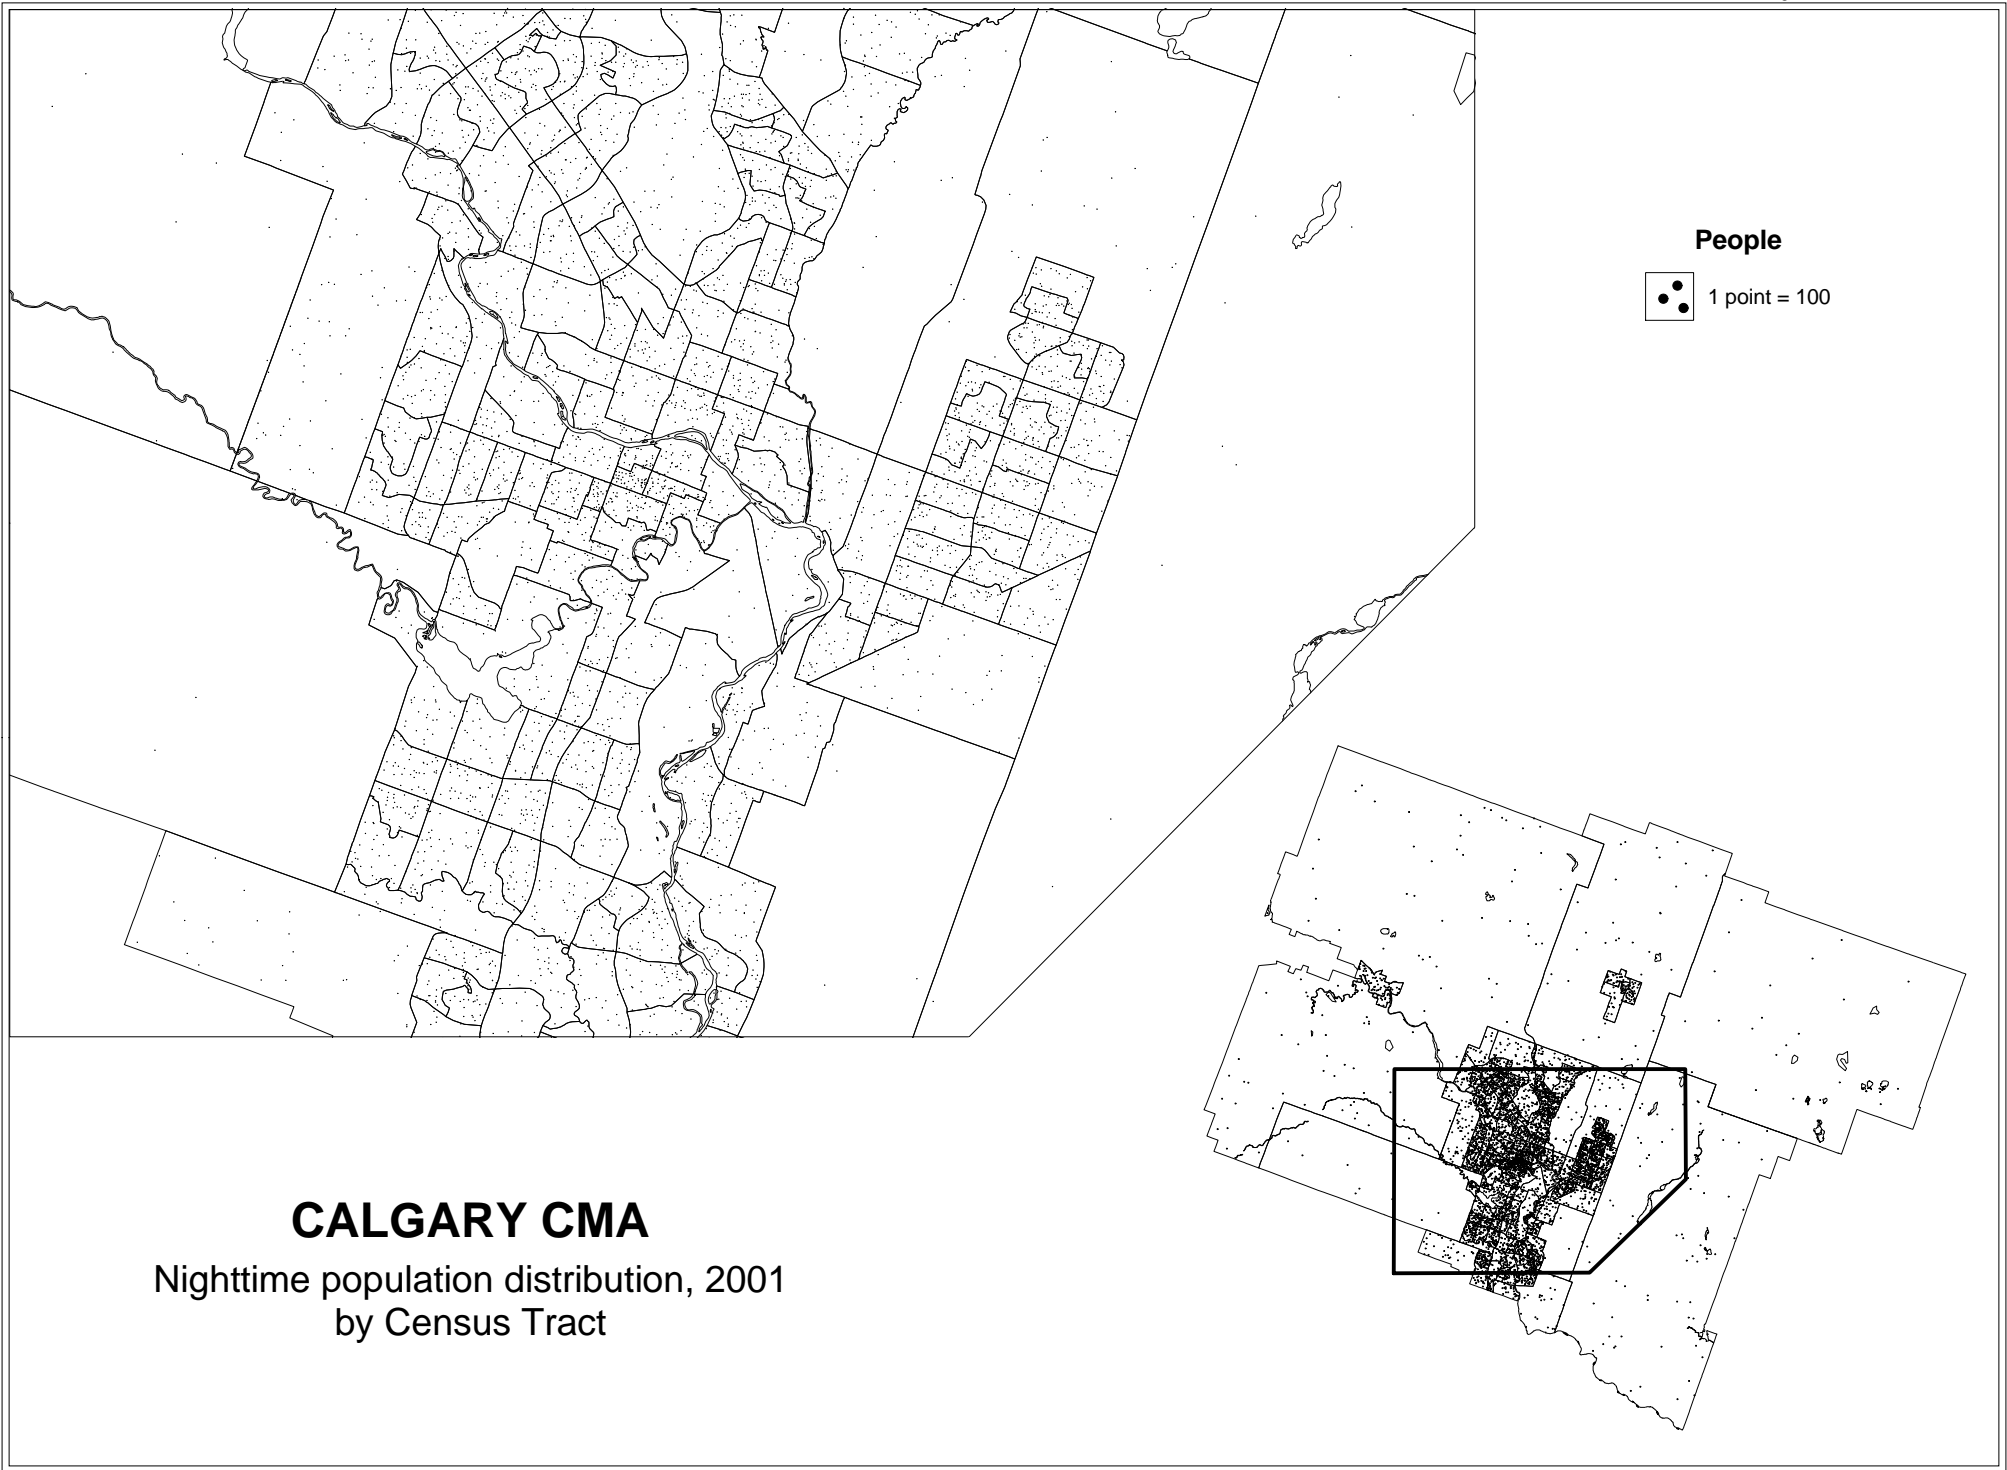 People
1 point = 100
CALGARY CMA
Nighttime population distribution, 2001
by Census Tract